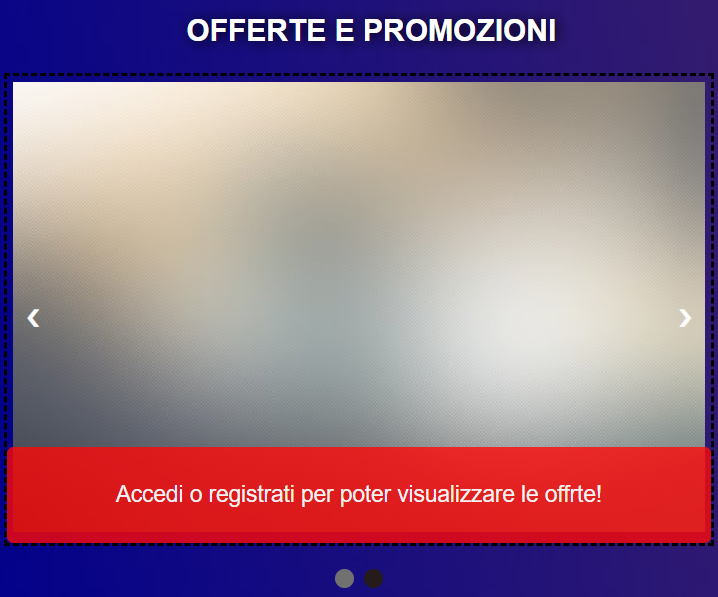 OFFERTE E PROMOZIONI
‹ ›
Accedi o registrati per poter visualizzare le offrte!